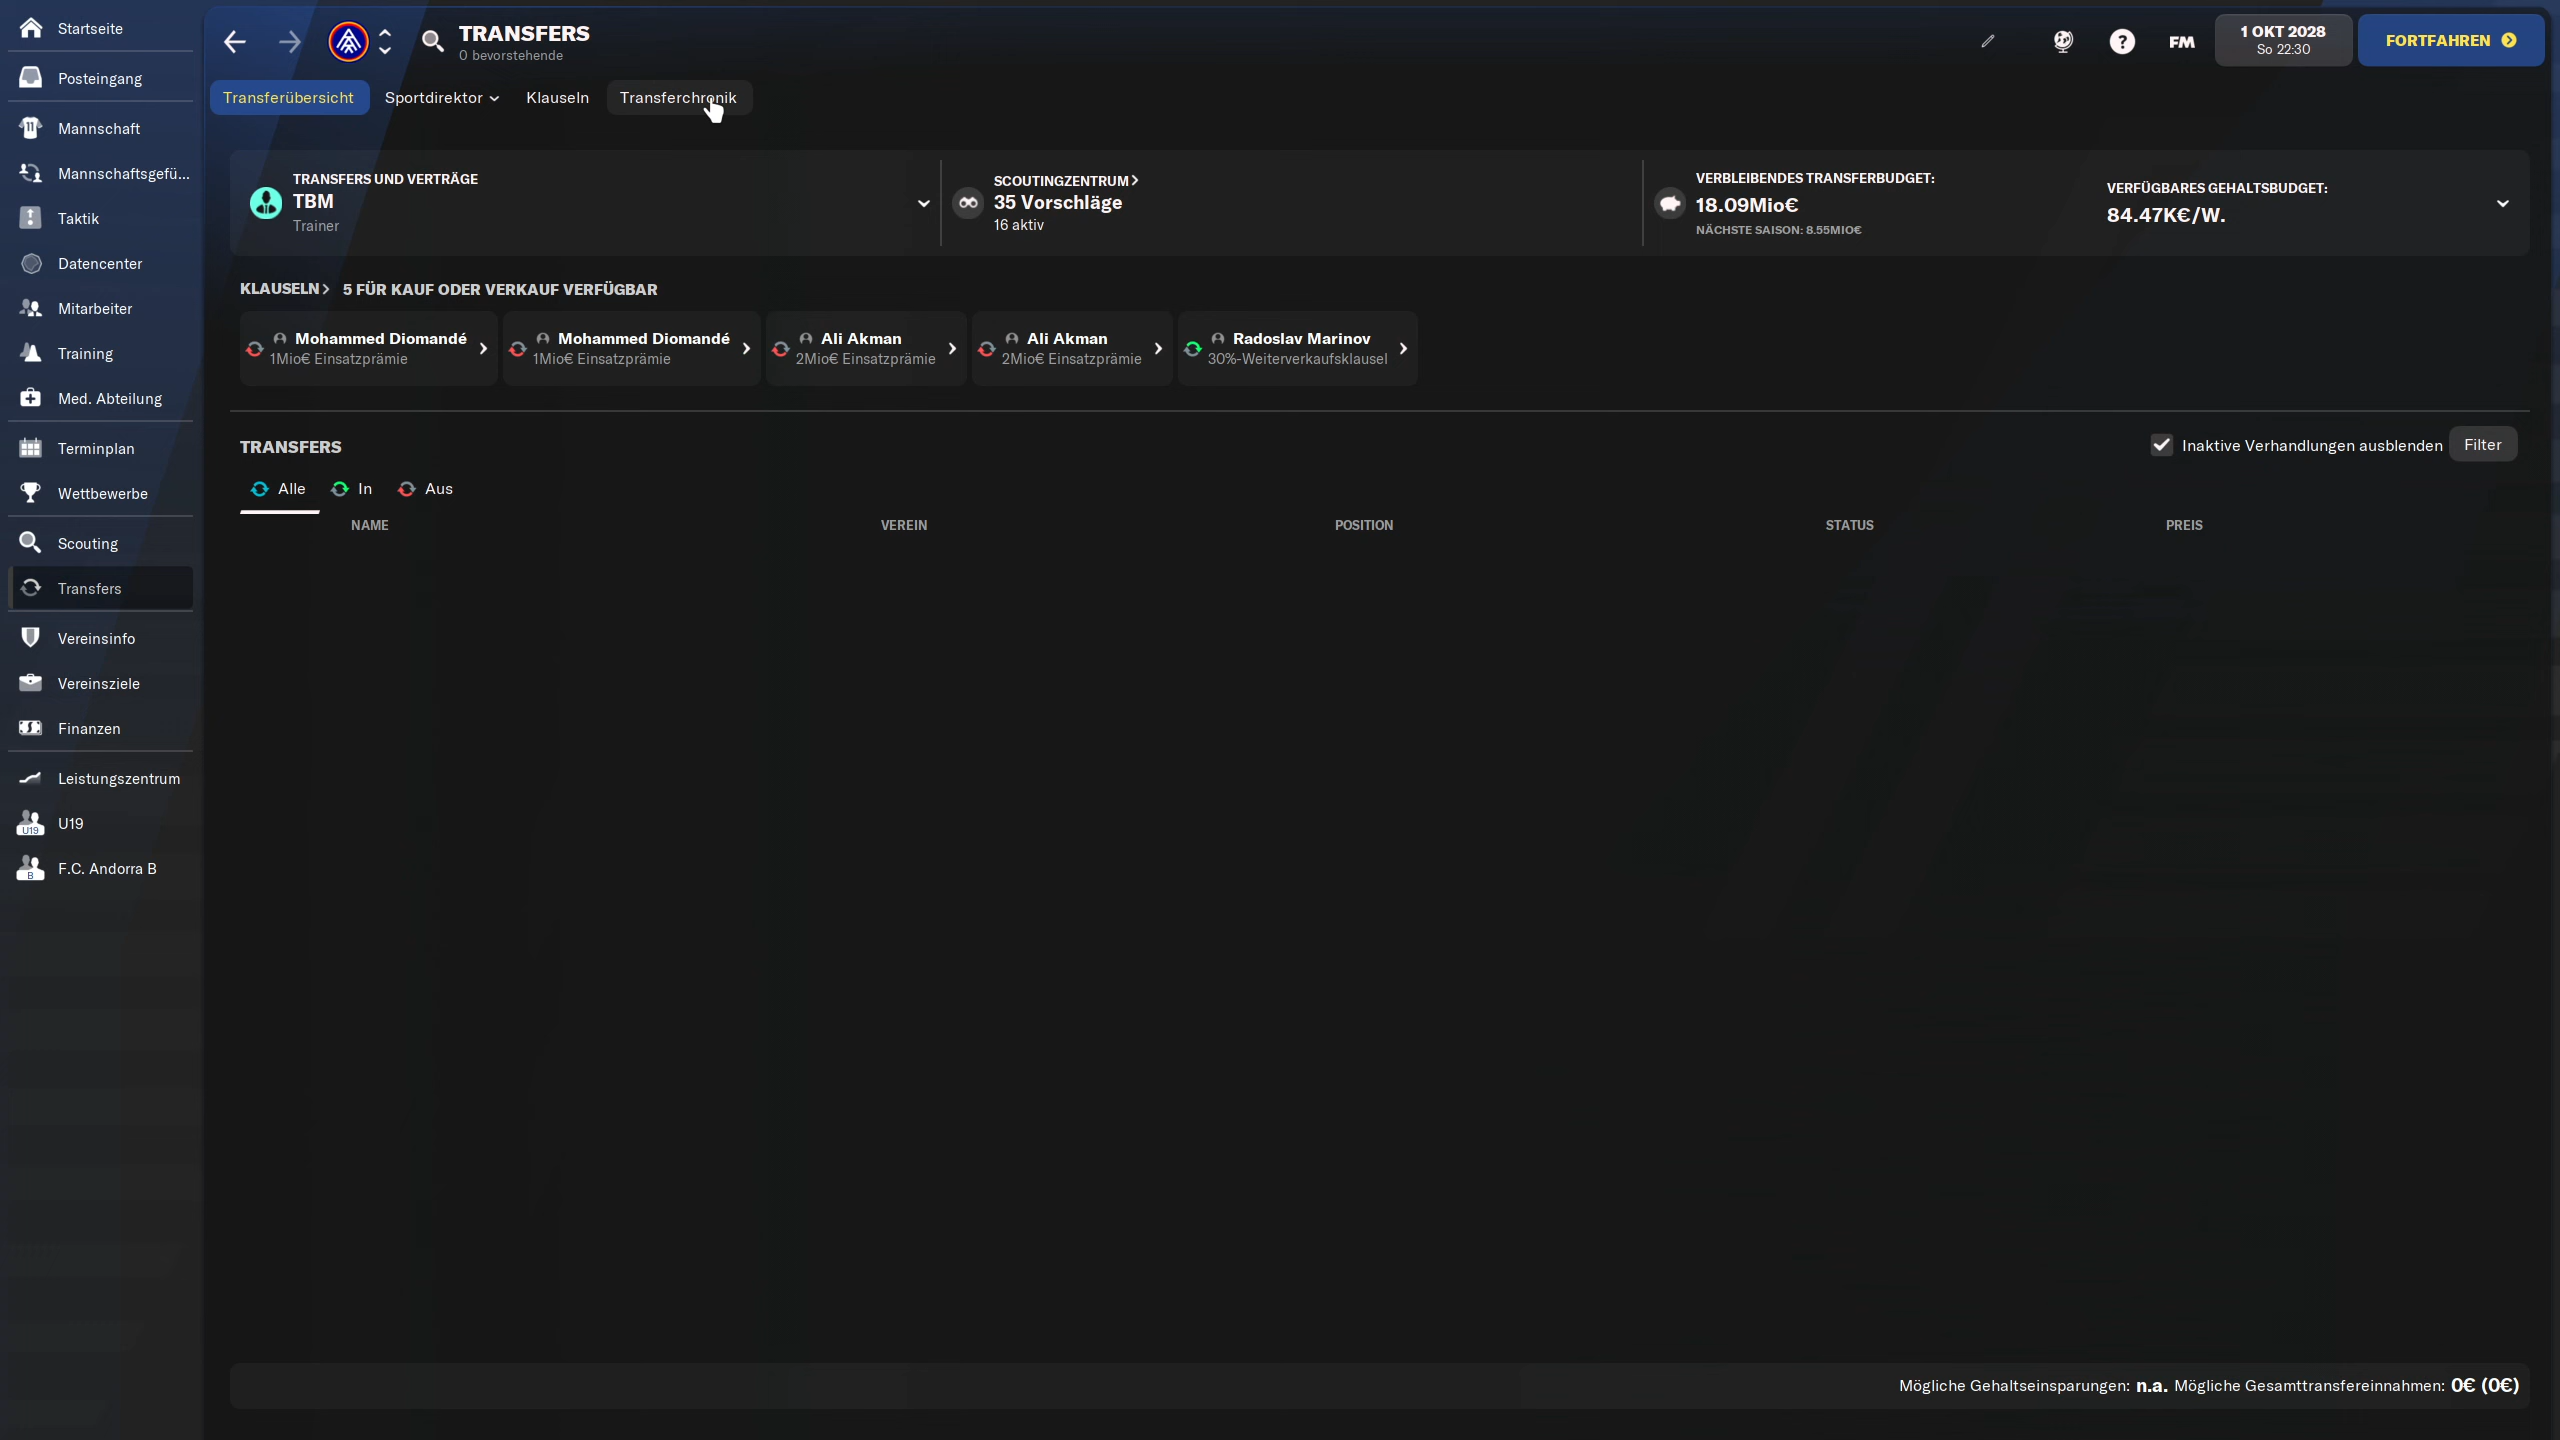 Startseite
Posteingang
Mannschaft
Mannschaftsgefü...
Taktik
Datencenter
Mitarbeiter
Training
Med. Abteilung
Terminplan
Wettbewerbe
Scouting
Transfers
Vereinsinfo
Vereinsziele
Finanzen
Leistungszentrum
U19
U19
B
F.C. Andorra B
TRANSFERS
0 bevorstehende
?
FM
1 OKT 2028
So 22:30
FORTFAHREN
Transferübersicht
Sportdirektor
Klauseln
Transferchronik
TRANSFERS UND VERTRÄGE
TBM
Trainer
SCOUTINGZENTRUM>
35 Vorschläge
16 aktiv
VERBLEIBENDES TRANSFERBUDGET:
18.09Mio€
NÄCHSTE SAISON: 8.55MIO€
VERFÜGBARES GEHALTSBUDGET:
84.47K€/W.
KLAUSELN> 5 FÜR KAUF ODER VERKAUF VERFÜGBAR
Mohammed Diomandé
1Mio€ Einsatzprämie
Mohammed Diomandé
1Mio€ Einsatzprämie
Ali Akman
2Mio€ Einsatzprämie
Ali Akman
2Mio€ Einsatzprämie
Radoslav Marinov
30%-Weiterverkaufsklausel
TRANSFERS
Inaktive Verhandlungen ausblenden
Filter
Alle
In
Aus
NAME VEREIN POSITION STATUS PREIS
Mögliche Gehaltseinsparungen: n.a. Mögliche Gesamttransfereinnahmen: 0€ (0€)